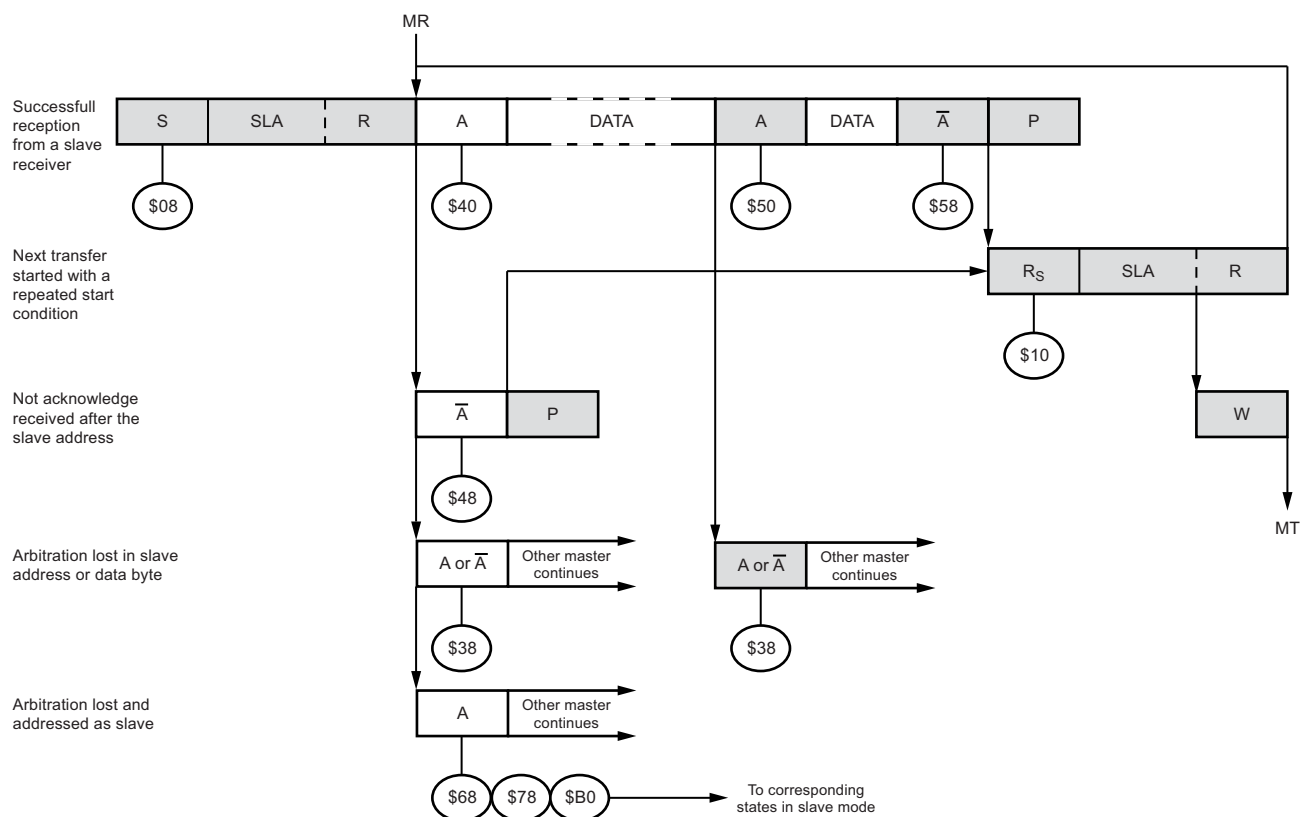 MR
Successfull
reception
from a slave
receiver
S SLA R A DATA A DATA A̅ P
$08 $40 $50 $58
Next transfer
started with a
repeated start
condition
RS SLA R
$10
Not acknowledge
received after the
slave address
A̅ P W
$48
MT
Arbitration lost in slave
address or data byte
A or A̅ Other master
continues
A or A̅ Other master
continues
$38 $38
Arbitration lost and
addressed as slave
A Other master
continues
$68 $78 $B0 To corresponding
states in slave mode